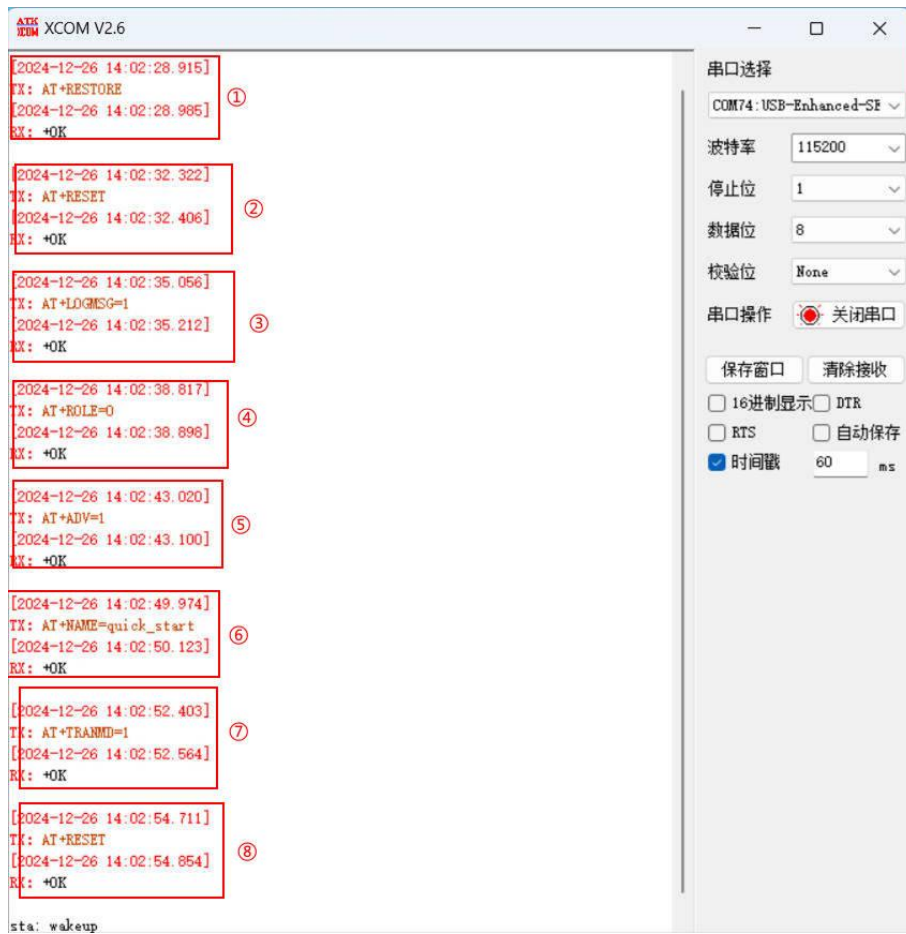 ATK XCOM XCOM V2.6
[2024-12-26 14:02:28.915]
TX: AT+RESTORE
[2024-12-26 14:02:28.985]
RX: +OK
①
[2024-12-26 14:02:32.322]
TX: AT+RESET
[2024-12-26 14:02:32.406]
RX: +OK
②
[2024-12-26 14:02:35.056]
TX: AT+LOGMSG=1
[2024-12-26 14:02:35.212]
RX: +OK
③
[2024-12-26 14:02:38.817]
TX: AT+ROLE=0
[2024-12-26 14:02:38.898]
RX: +OK
④
[2024-12-26 14:02:43.020]
TX: AT+ADV=1
[2024-12-26 14:02:43.100]
RX: +OK
⑤
[2024-12-26 14:02:49.974]
TX: AT+NAME=quick_start
[2024-12-26 14:02:50.123]
RX: +OK
⑥
[2024-12-26 14:02:52.403]
TX: AT+TRANMD=1
[2024-12-26 14:02:52.564]
RX: +OK
⑦
[2024-12-26 14:02:54.711]
TX: AT+RESET
[2024-12-26 14:02:54.854]
RX: +OK
⑧
sta: wakeup
串口选择
COM74:USB-Enhanced-SE
波特率 115200
停止位 1
数据位 8
校验位 None
串口操作 关闭串口
保存窗口 清除接收
16进制显示 DTR
RTS 自动保存
时间戳 60 ms